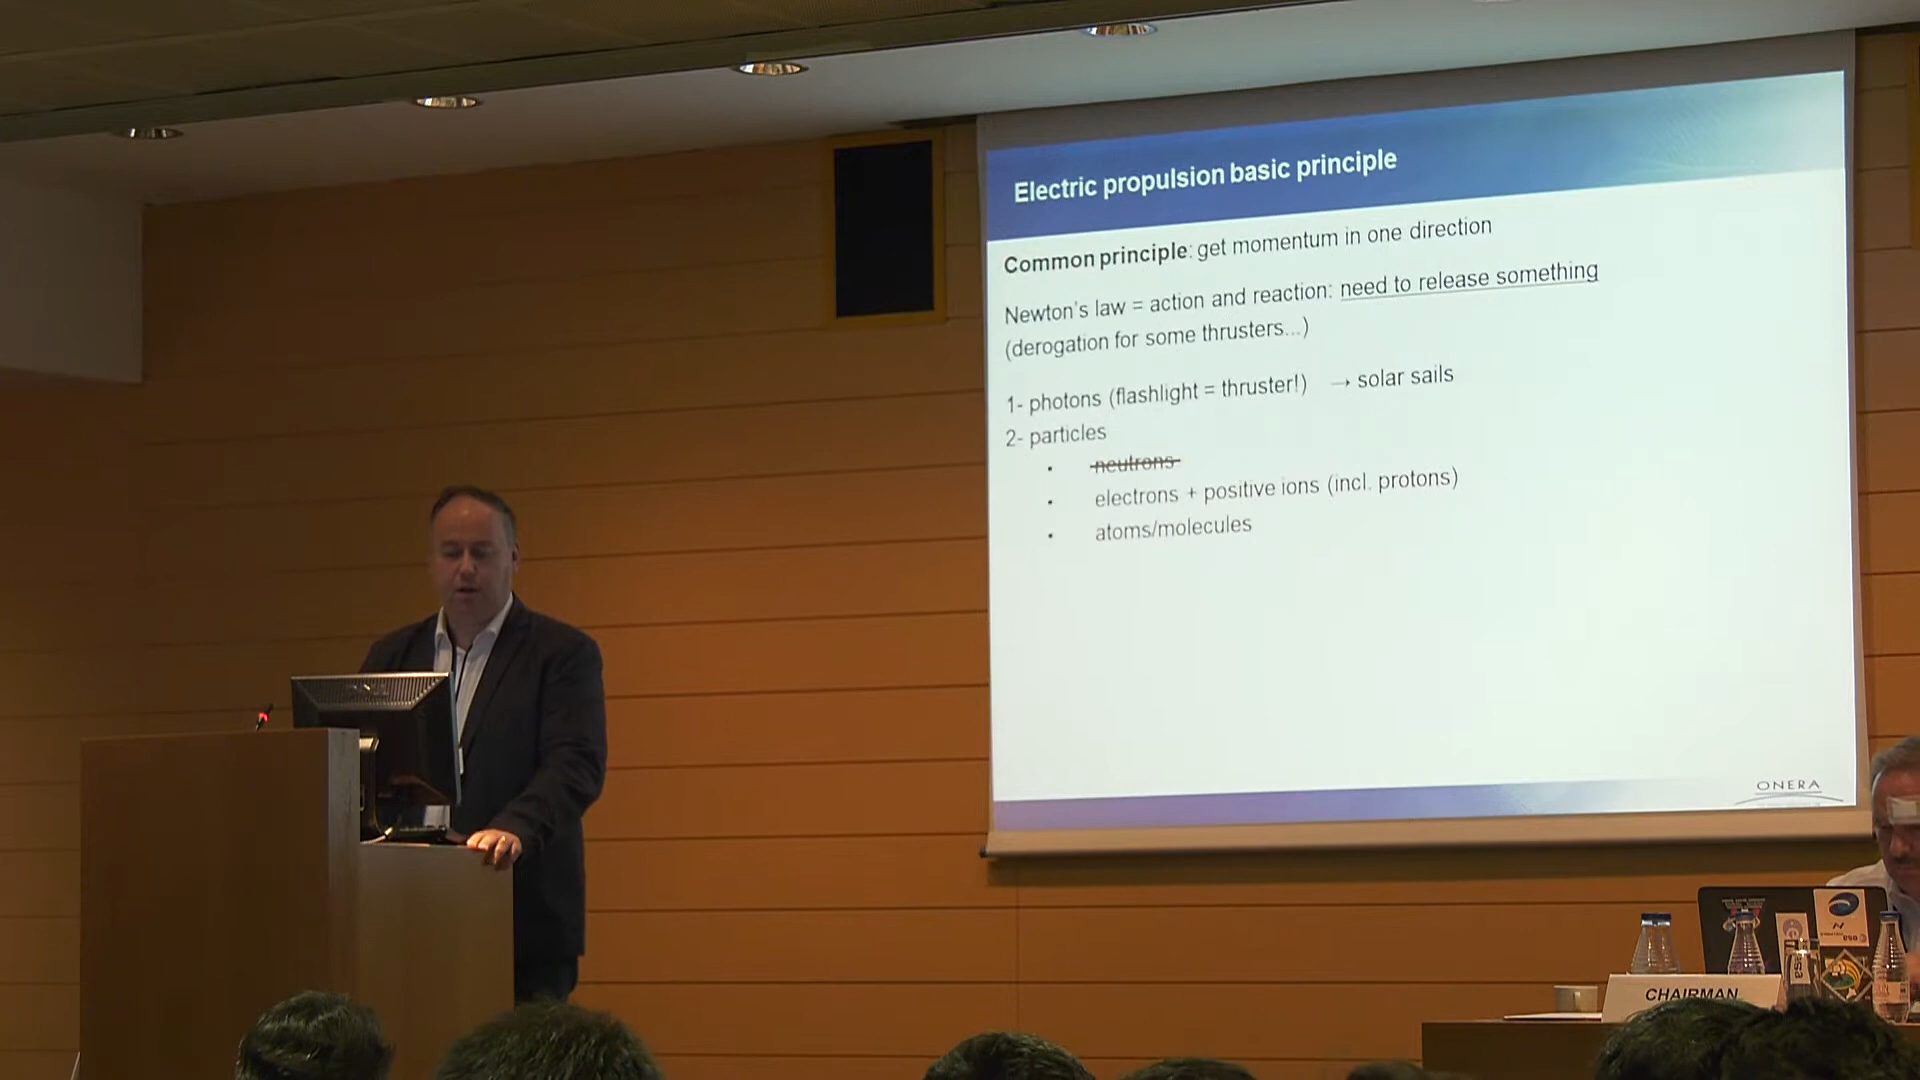 Electric propulsion basic principle
Common principle: get momentum in one direction
Newton's law = action and reaction: need to release something
(derogation for some thrusters...)
1- photons (flashlight = thruster!) → solar sails
2- particles
• neutrons
• electrons + positive ions (incl. protons)
• atoms/molecules
ONERA
esa
esa
CHAIRMAN